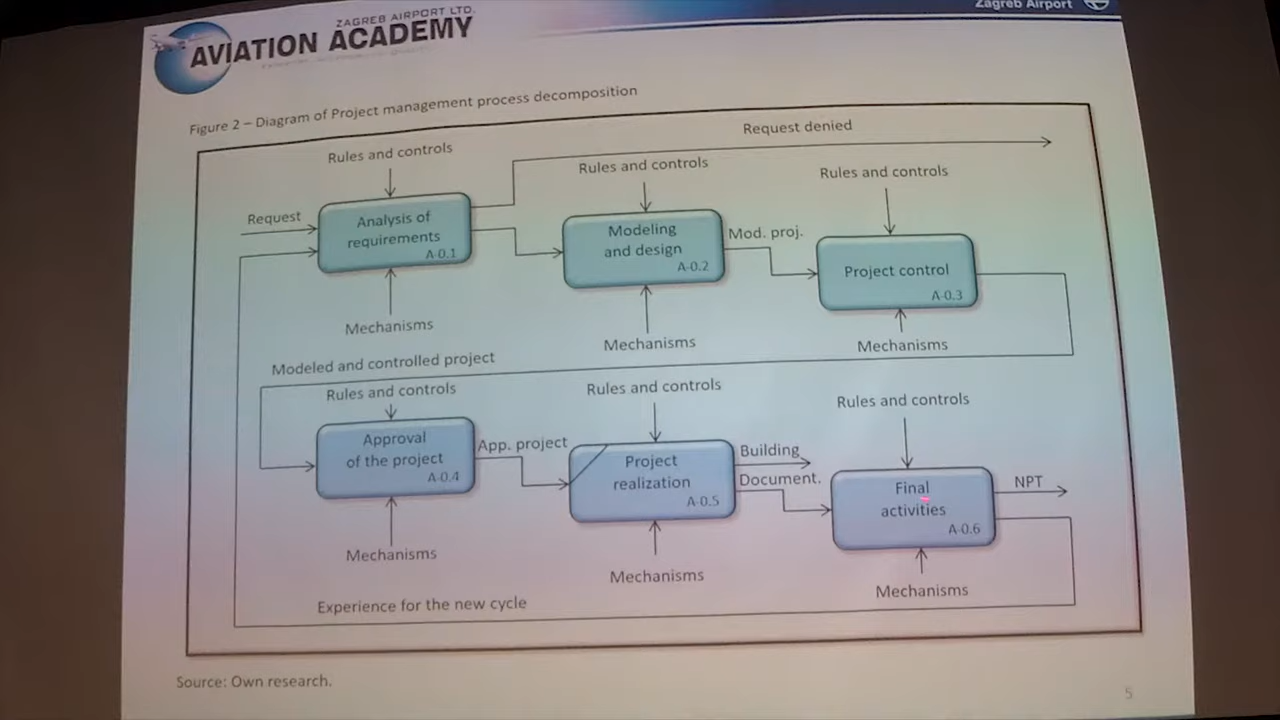 ZAGREB AIRPORT LTD.
AVIATION ACADEMY
Zagreb Airport
Figure 2 – Diagram of Project management process decomposition
Request denied
Rules and controls
Rules and controls
Rules and controls
Request
Analysis of
requirements
A-0.1
Modeling
and design
A-0.2
Mod. proj.
Project control
A-0.3
Mechanisms
Mechanisms
Mechanisms
Modeled and controlled project
Rules and controls
Rules and controls
Rules and controls
Approval
of the project
A-0.4
App. project
Project
realization
A-0.5
Building
Document.
Final
activities
A-0.6
NPT
Mechanisms
Mechanisms
Mechanisms
Experience for the new cycle
Source: Own research.
5